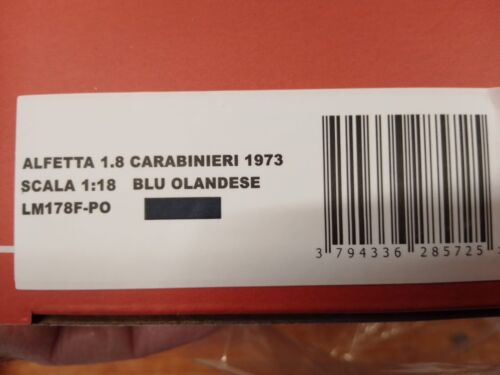 ALFETTA 1.8 CARABINIERI 1973
SCALA 1:18 BLU OLANDESE
LM178F-PO
3 794336 285725